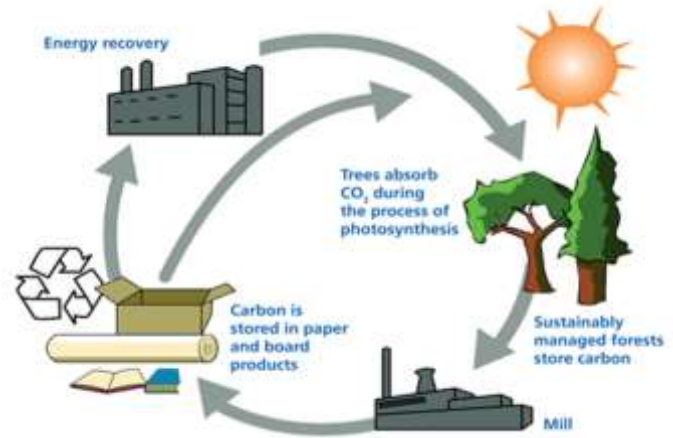 Energy recovery
Trees absorb
CO₂ during
the process of
photosynthesis
Carbon is
stored in paper
and board
products
Sustainably
managed forests
store carbon
Mill